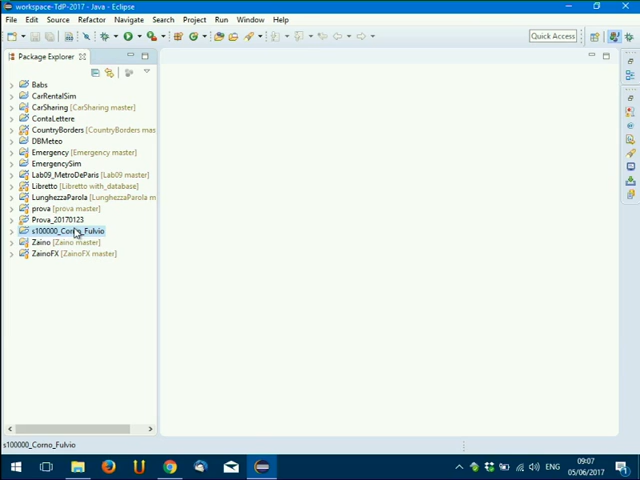 workspace-TdP-2017 - Java - Eclipse
File Edit Source Refactor Navigate Search Project Run Window Help
Quick Access
Package Explorer
Babs
CarRentalSim
CarSharing [CarSharing master]
ContaLettere
CountryBorders [CountryBorders mas
DBMeteo
Emergency [Emergency master]
EmergencySim
Lab09_MetroDeParis [Lab09 master]
Libretto [Libretto with_database]
LunghezzaParola [LunghezzaParola m
prova [prova master]
Prova_20170123
s100000_Corno_Fulvio
Zaino [Zaino master]
ZainoFX [ZainoFX master]
s100000_Corno_Fulvio
ENG
09:07
05/06/2017